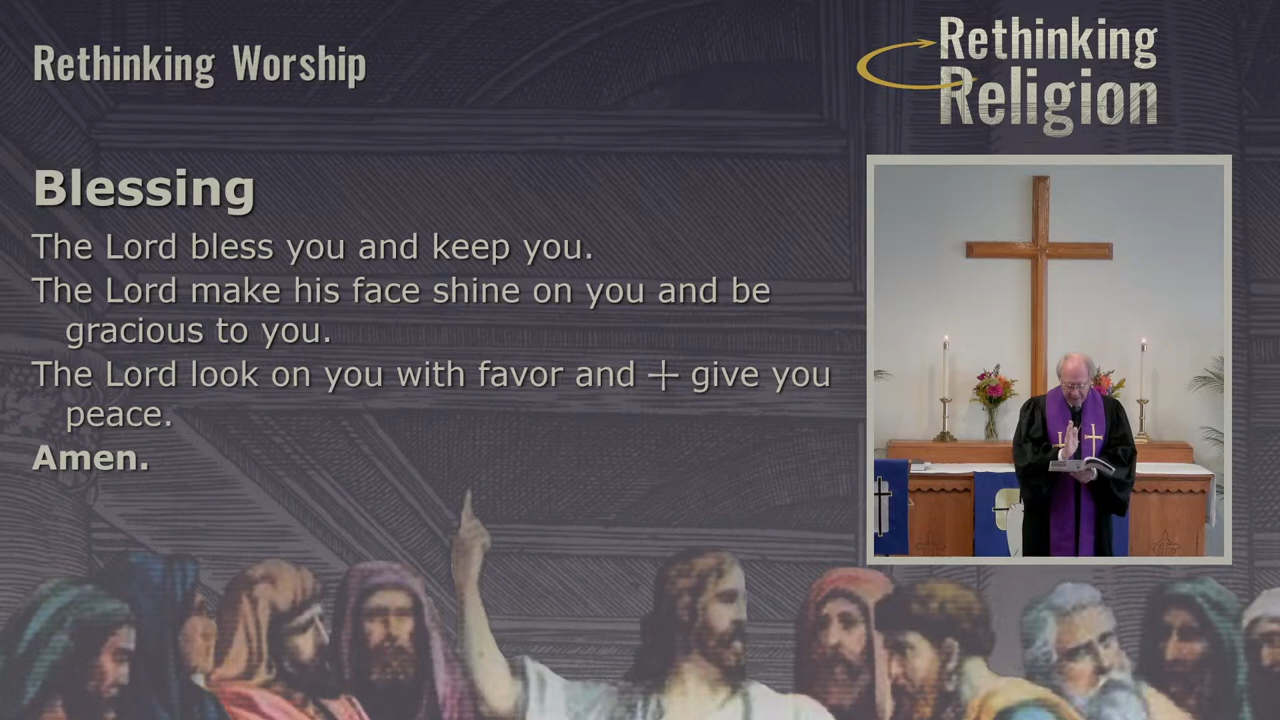 Rethinking Worship
Rethinking
Religion
Blessing
The Lord bless you and keep you.
The Lord make his face shine on you and be
gracious to you.
The Lord look on you with favor and ┼ give you
peace.
Amen.